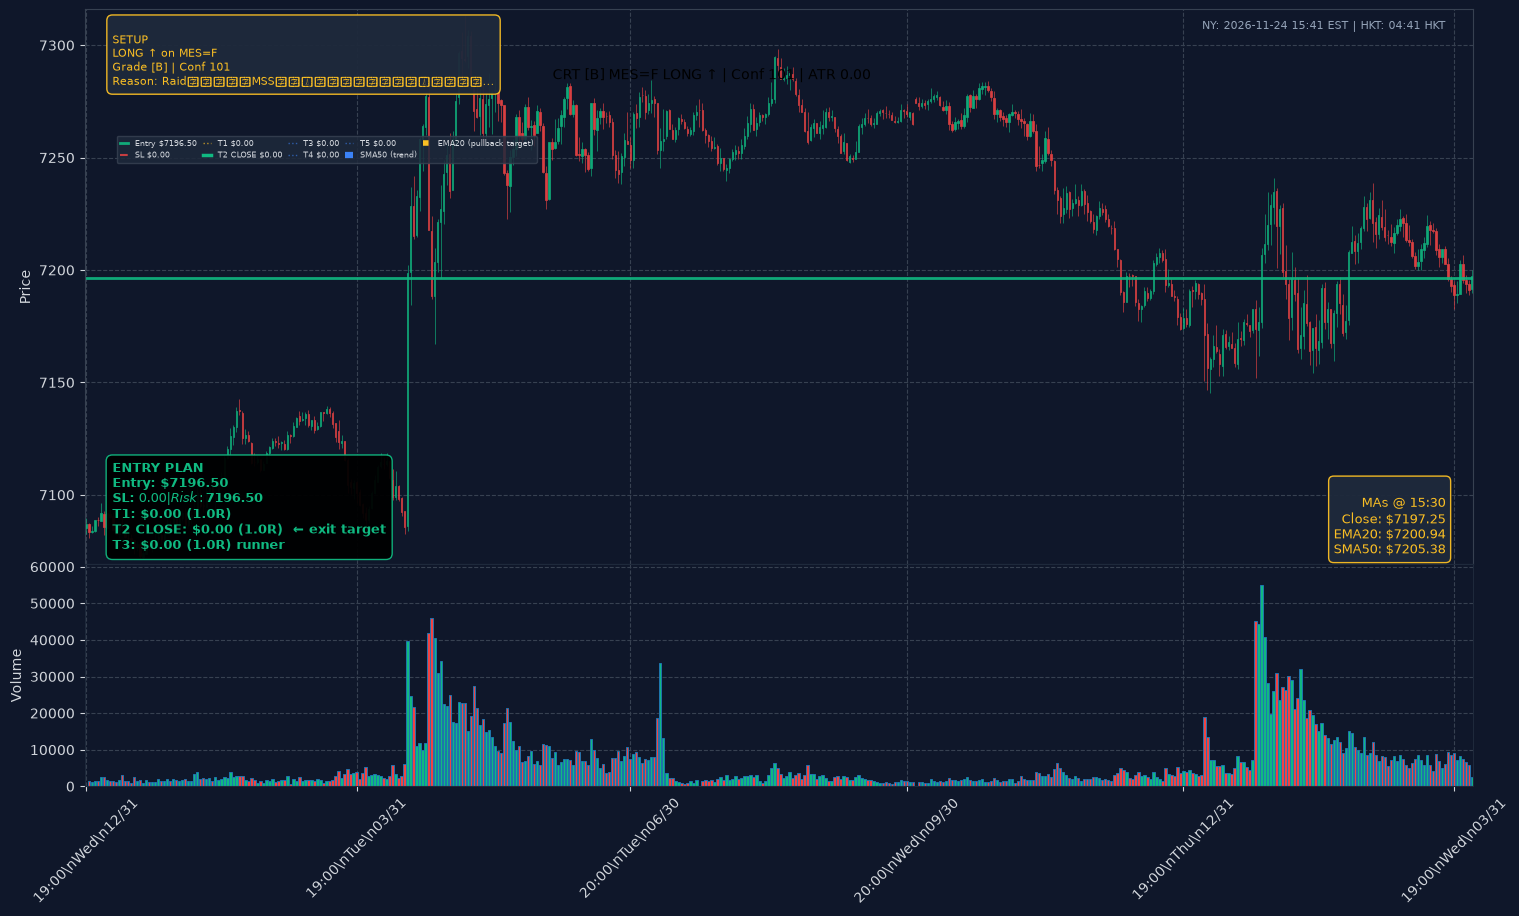 NY: 2026-11-24 15:41 EST | HKT: 04:41 HKT
SETUP
LONG ↑ on MES=F
Grade [B] | Conf 101
Reason: Raid□□□□□MSS□□□□□□□□□□□□□□□□...
CRT [B] MES=F LONG ↑ | Conf 101 | ATR 0.00
Entry $7196.50
SL $0.00
T1 $0.00
T2 CLOSE $0.00
T3 $0.00
T4 $0.00
T5 $0.00
SMA50 (trend)
EMA20 (pullback target)
Price
7300
7250
7200
7150
7100
ENTRY PLAN
Entry: $7196.50
SL: 0.00|Risk:7196.50
T1: $0.00 (1.0R)
T2 CLOSE: $0.00 (1.0R) ← exit target
T3: $0.00 (1.0R) runner
MAs @ 15:30
Close: $7197.25
EMA20: $7200.94
SMA50: $7205.38
Volume
60000
50000
40000
30000
20000
10000
0
19:00\nWed\n12/31
19:00\nTue\n03/31
20:00\nTue\n06/30
20:00\nWed\n09/30
19:00\nThu\n12/31
19:00\nWed\n03/31